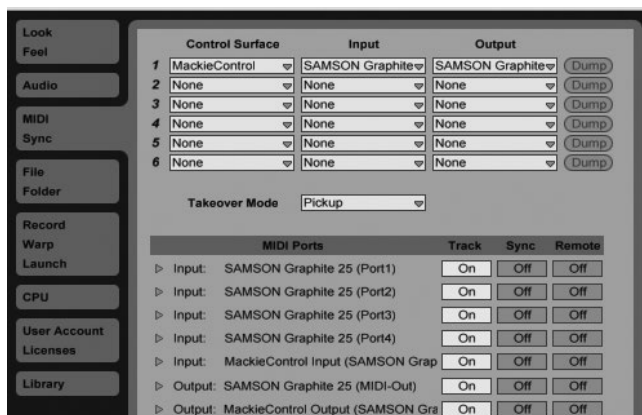 Look
Feel
Audio
MIDI
Sync
File
Folder
Record
Warp
Launch
CPU
User Account
Licenses
Library
Control Surface Input Output
1 MackieControl SAMSON Graphite SAMSON Graphite Dump
2 None None None Dump
3 None None None Dump
4 None None None Dump
5 None None None Dump
6 None None None Dump
Takeover Mode Pickup
MIDI Ports Track Sync Remote
Input: SAMSON Graphite 25 (Port1) On Off Off
Input: SAMSON Graphite 25 (Port2) On Off Off
Input: SAMSON Graphite 25 (Port3) On Off Off
Input: SAMSON Graphite 25 (Port4) On Off Off
Input: MackieControl Input (SAMSON Grap On Off Off
Output: SAMSON Graphite 25 (MIDI-Out) On Off Off
Output: MackieControl Output (SAMSON Gra On Off Off